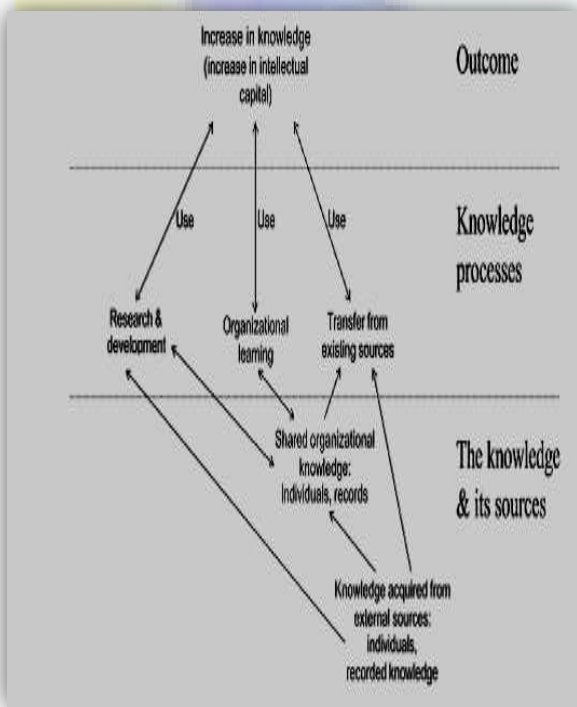 Increase in knowledge
(increase in intellectual
capital)
Outcome
Use
Use
Use
Knowledge
processes
Research &
development
Organizational
learning
Transfer from
existing sources
Shared organizational
knowledge:
Individuals, records
The knowledge
& its sources
Knowledge acquired from
external sources:
individuals,
recorded knowledge